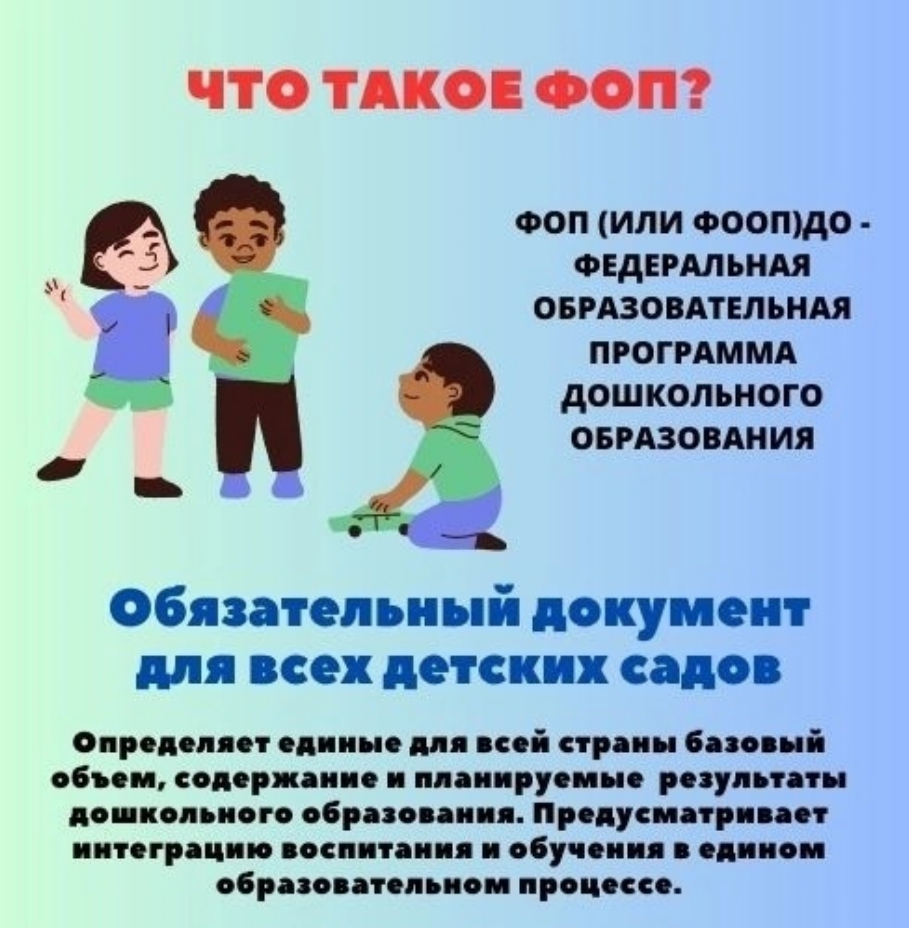 ЧТО ТАКОЕ ФОП?
ФОП (ИЛИ ФООП)ДО -
ФЕДЕРАЛЬНАЯ
ОБРАЗОВАТЕЛЬНАЯ
ПРОГРАММА
ДОШКОЛЬНОГО
ОБРАЗОВАНИЯ
Обязательный документ
для всех детских садов
Определяет единые для всей страны базовый
объем, содержание и планируемые результаты
дошкольного образования. Предусматривает
интеграцию воспитания и обучения в едином
образовательном процессе.